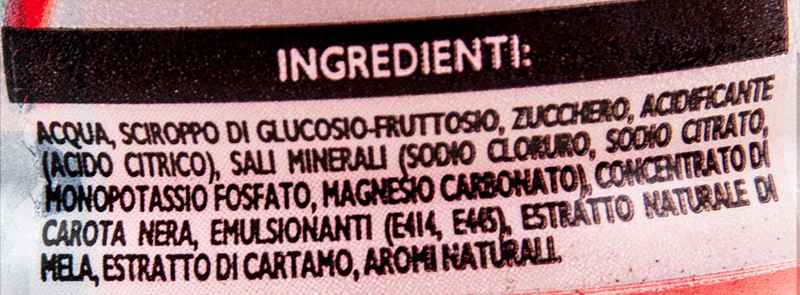 INGREDIENTI:
ACQUA, SCIROPPO DI GLUCOSIO-FRUTTOSIO, ZUCCHERO, ACIDIFICANTE
(ACIDO CITRICO), SALI MINERALI (SODIO CLORURO, SODIO CITRATO,
MONOPOTASSIO FOSFATO, MAGNESIO CARBONATO), CONCENTRATO DI
CAROTA NERA, EMULSIONANTI (E414, E445), ESTRATTO NATURALE DI
MELA, ESTRATTO DI CARTAMO, AROMI NATURALI.